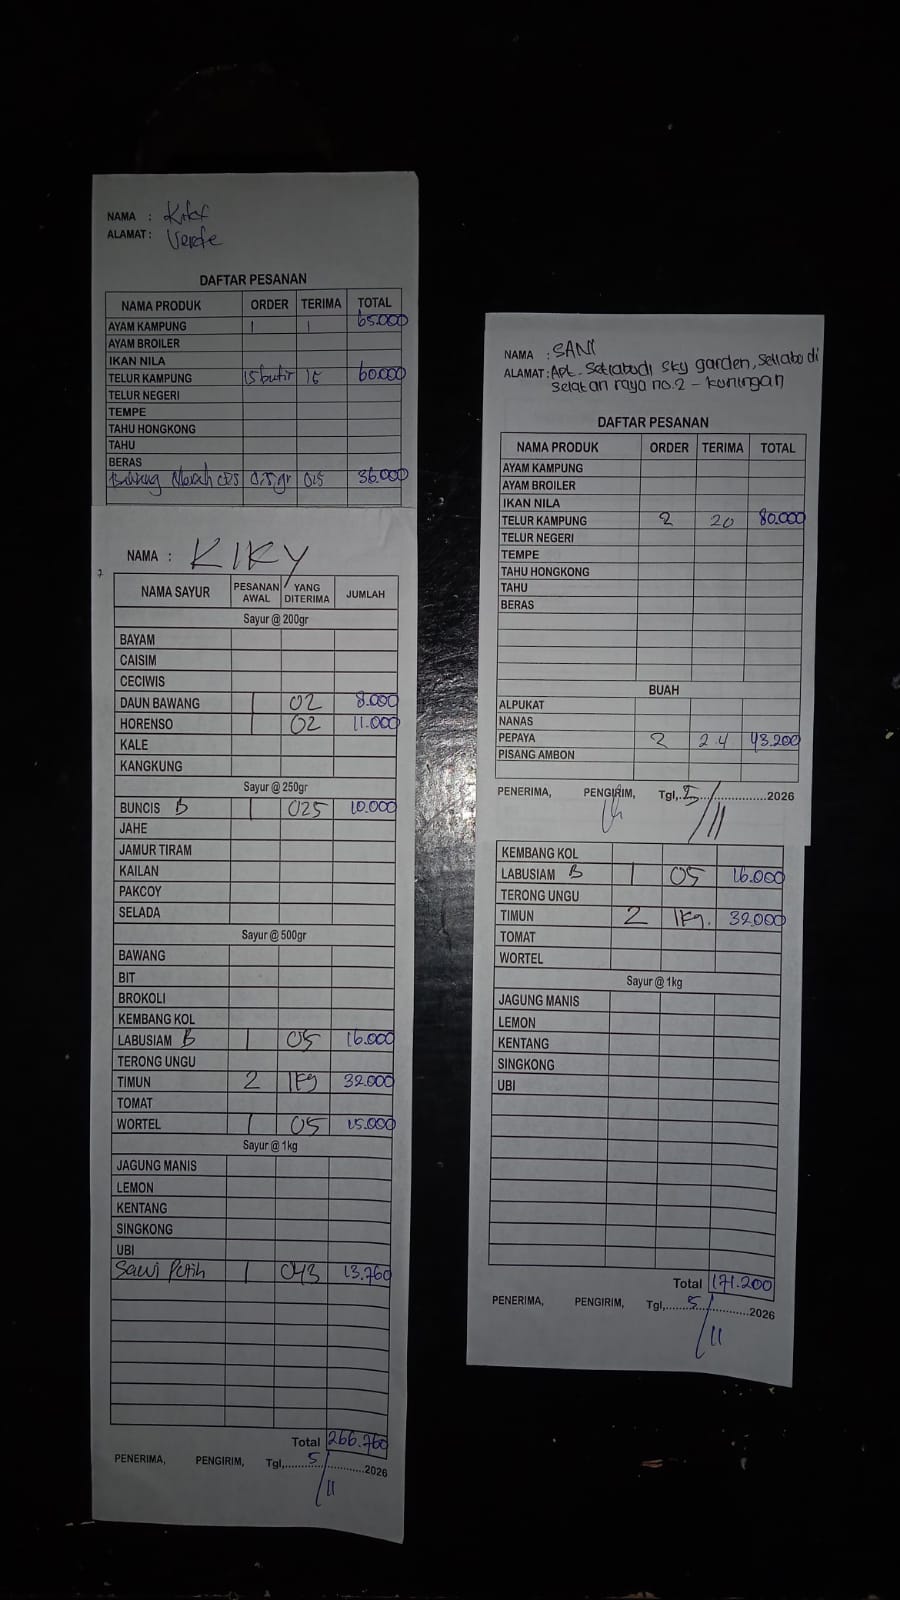 NAMA : Kiki
ALAMAT : Verde
DAFTAR PESANAN
NAMA PRODUK ORDER TERIMA TOTAL
AYAM KAMPUNG 1 1 65.000
AYAM BROILER
IKAN NILA
TELUR KAMPUNG 15 butir 15 60.000
TELUR NEGERI
TEMPE
TAHU HONGKONG
TAHU
BERAS
Bawang Merah 0,5 gr 0,5 36.000
NAMA : KIKY
NAMA SAYUR PESANAN AWAL YANG DITERIMA JUMLAH
Sayur @ 200gr
BAYAM
CAISIM
CECIWIS
DAUN BAWANG 1 02 8.000
HORENSO 1 02 11.000
KALE
KANGKUNG
Sayur @ 250gr
BUNCIS B 1 025 10.000
JAHE
JAMUR TIRAM
KAILAN
PAKCOY
SELADA
Sayur @ 500gr
BAWANG
BIT
BROKOLI
KEMBANG KOL
LABUSIAM B 1 05 16.000
TERONG UNGU
TIMUN 2 1Kg 32.000
TOMAT
WORTEL 1 05 15.000
Sayur @ 1kg
JAGUNG MANIS
LEMON
KENTANG
SINGKONG
UBI
Sawi Putih 1 043 13.760
Total 266.760
PENERIMA, PENGIRIM, Tgl,......5/11......2026
NAMA : SANI
ALAMAT : Apt. Setiabudi Sky garden, Setiabudi
Selatan raya no.2 - Kuningan
DAFTAR PESANAN
NAMA PRODUK ORDER TERIMA TOTAL
AYAM KAMPUNG
AYAM BROILER
IKAN NILA
TELUR KAMPUNG 2 20 80.000
TELUR NEGERI
TEMPE
TAHU HONGKONG
TAHU
BERAS
BUAH
ALPUKAT
NANAS
PEPAYA 2 2.4 43.200
PISANG AMBON
PENERIMA, PENGIRIM, Tgl,..5/11..............2026
KEMBANG KOL
LABUSIAM B 1 05 16.000
TERONG UNGU
TIMUN 2 1Kg. 32.000
TOMAT
WORTEL
Sayur @ 1kg
JAGUNG MANIS
LEMON
KENTANG
SINGKONG
UBI
Total 171.200
PENERIMA, PENGIRIM, Tgl,......5/11..........2026